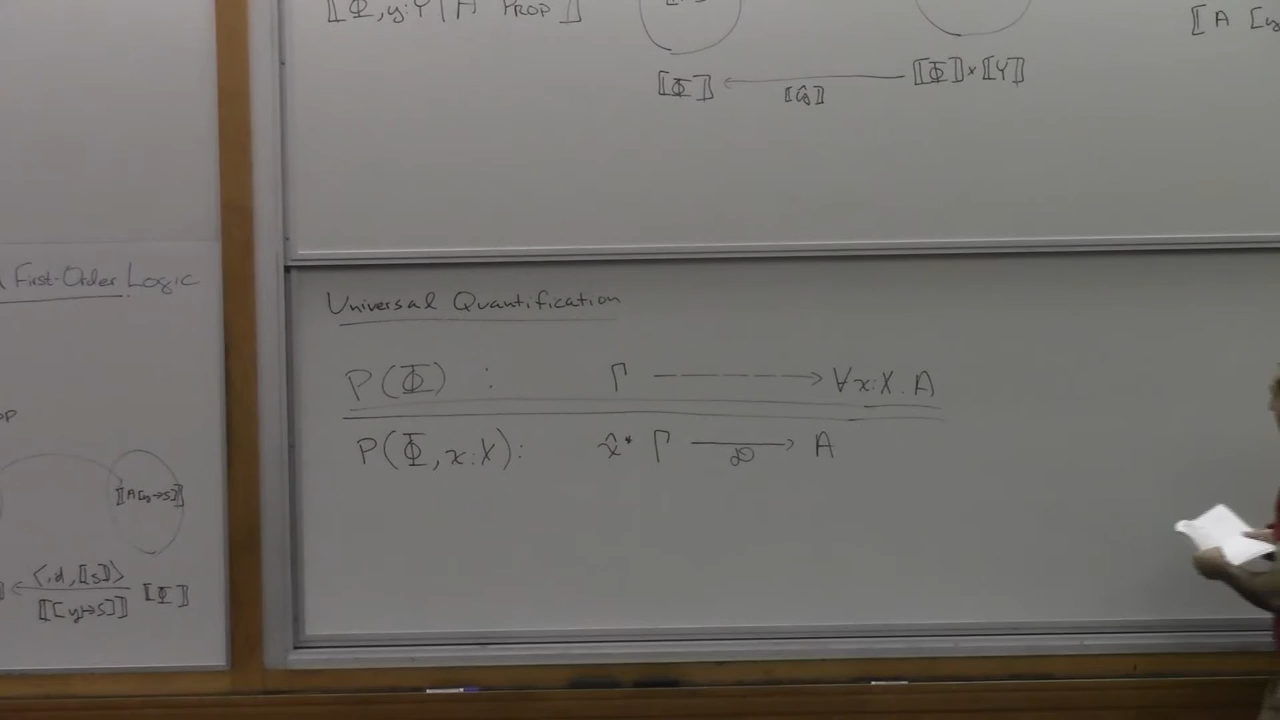 ⟦Φ, y:Y | A PROP⟧
⟦A [y
⟦Φ⟧ ← ⟦Φ⟧×⟦Y⟧
⟦ŷ⟧
First-Order Logic
⟦A[y↦s]⟧
⟨id,⟦s⟧⟩
⟦[y↦s]⟧ ⟦Φ⟧
Universal Quantification
P(Φ) : Γ ⇢ ∀x:X. A
P(Φ, x:X): x̂* Γ → A
𝒟